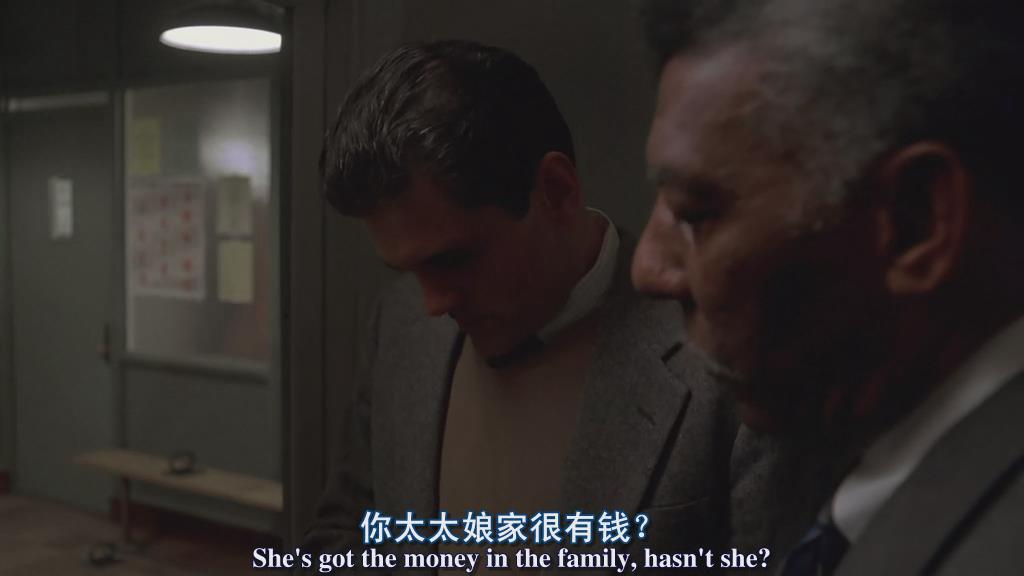 你太太娘家很有钱?
She's got the money in the family, hasn't she?